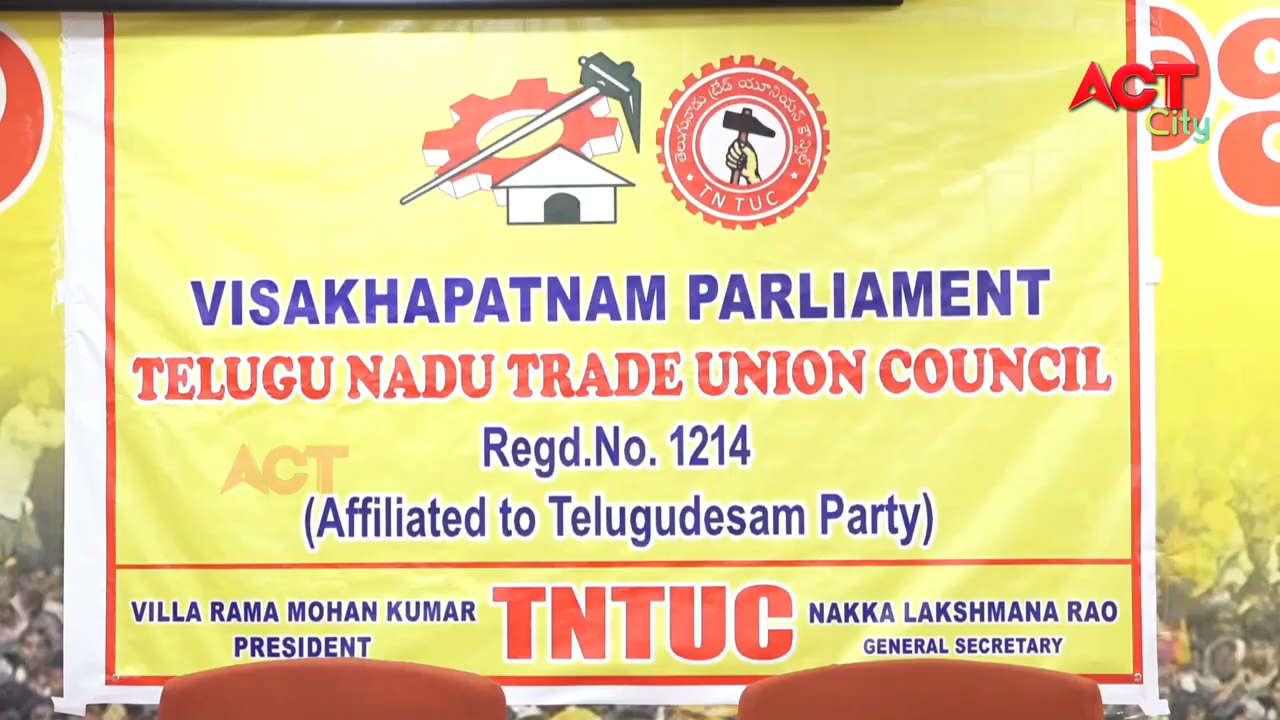 ACT
City
తెలుగునాడు ట్రేడ్ యూనియన్ కౌన్సిల్
TNTUC
VISAKHAPATNAM PARLIAMENT
TELUGU NADU TRADE UNION COUNCIL
Regd.No. 1214
ACT
(Affiliated to Telugudesam Party)
VILLA RAMA MOHAN KUMAR
PRESIDENT
TNTUC
NAKKA LAKSHMANA RAO
GENERAL SECRETARY